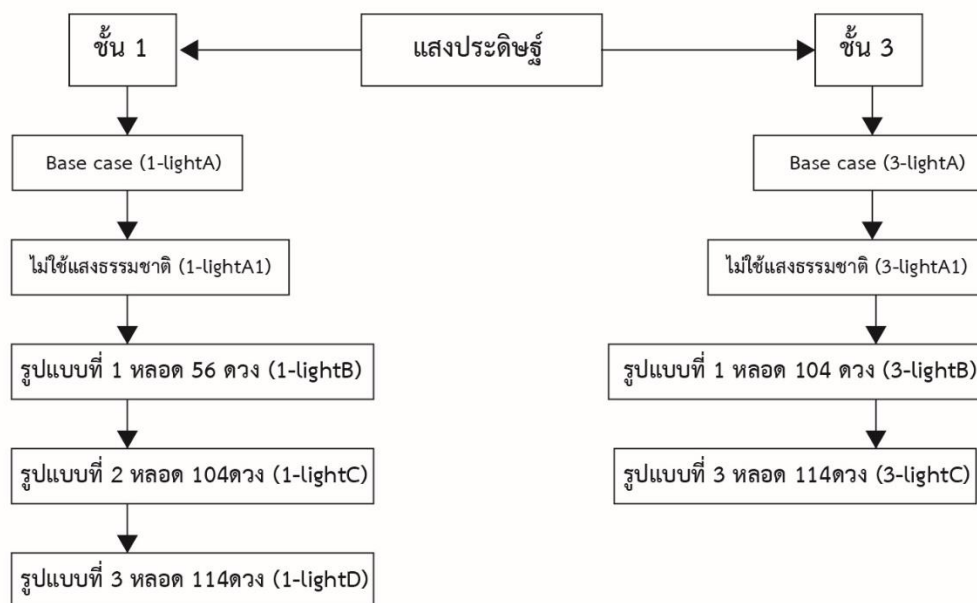 ชั้น 1
แสงประดิษฐ์
ชั้น 3
Base case (1-lightA)
Base case (3-lightA)
ไม่ใช้แสงธรรมชาติ (1-lightA1)
ไม่ใช้แสงธรรมชาติ (3-lightA1)
รูปแบบที่ 1 หลอด 56 ดวง (1-lightB)
รูปแบบที่ 1 หลอด 104 ดวง (3-lightB)
รูปแบบที่ 2 หลอด 104ดวง (1-lightC)
รูปแบบที่ 3 หลอด 114ดวง (3-lightC)
รูปแบบที่ 3 หลอด 114ดวง (1-lightD)